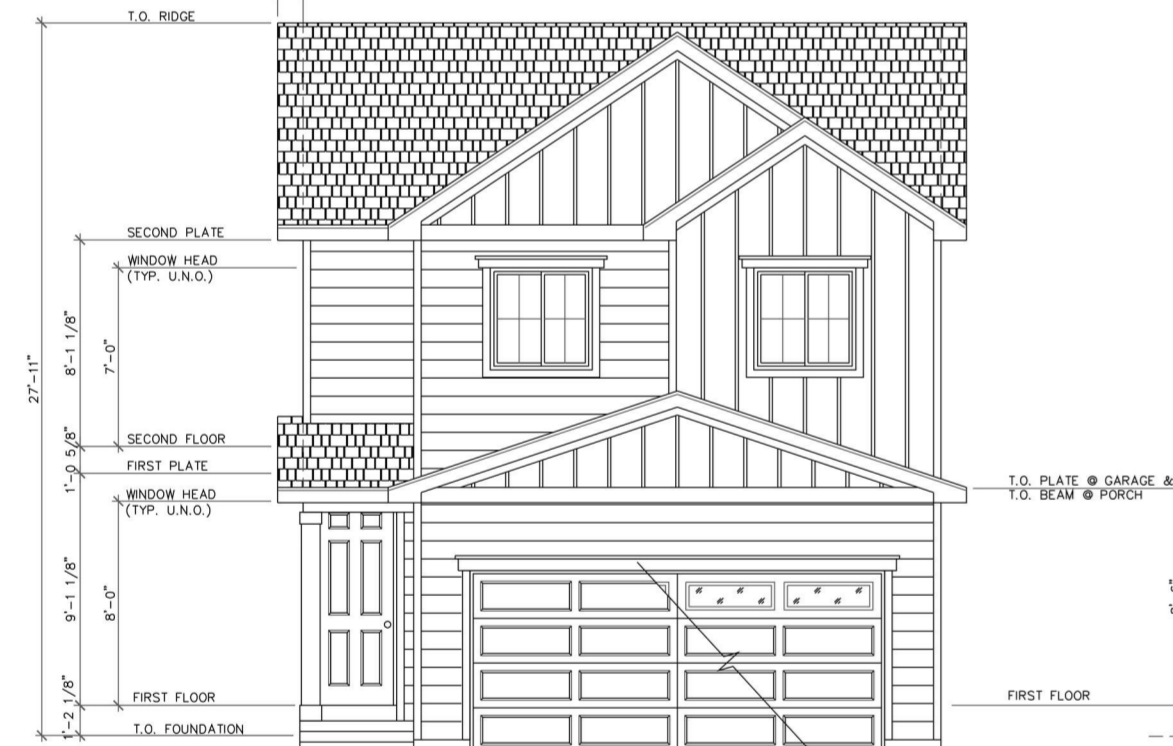 T.O. RIDGE
SECOND PLATE
WINDOW HEAD
(TYP. U.N.O.)
27'-11"
8'-1 1/8"
7'-0"
SECOND FLOOR
1'-0 5/8"
FIRST PLATE
WINDOW HEAD
(TYP. U.N.O.)
T.O. PLATE @ GARAGE &
T.O. BEAM @ PORCH
9'-1 1/8"
8'-0"
FIRST FLOOR
FIRST FLOOR
1'-2 1/8"
T.O. FOUNDATION